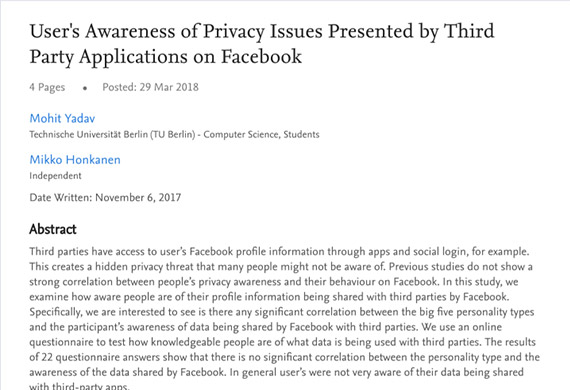 User's Awareness of Privacy Issues Presented by Third
Party Applications on Facebook
4 Pages • Posted: 29 Mar 2018
Mohit Yadav
Technische Universität Berlin (TU Berlin) - Computer Science, Students
Mikko Honkanen
Independent
Date Written: November 6, 2017
Abstract
Third parties have access to user's Facebook profile information through apps and social login, for example.
This creates a hidden privacy threat that many people might not be aware of. Previous studies do not show a
strong correlation between people's privacy awareness and their behaviour on Facebook. In this study, we
examine how aware people are of their profile information being shared with third parties by Facebook.
Specifically, we are interested to see is there any significant correlation between the big five personality types
and the participant's awareness of data being shared by Facebook with third parties. We use an online
questionnaire to test how knowledgeable people are of what data is being used with third parties. The results
of 22 questionnaire answers show that there is no significant correlation between the personality type and the
awareness of the data shared by Facebook. In general user's were not very aware of their data being shared
with third-party apps.